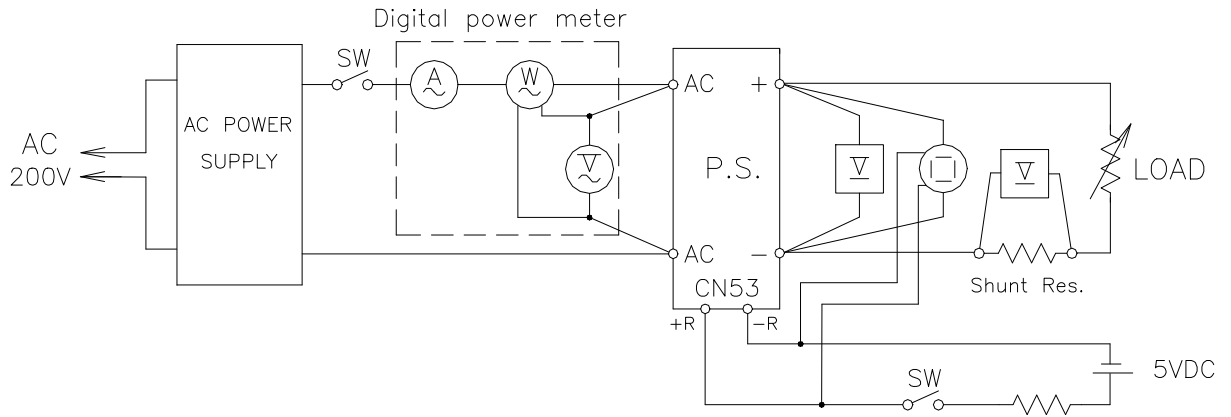 Digital power meter
SW
A
W
AC
+
AC POWER
SUPPLY
AC
200V
V
P.S.
V
V
LOAD
AC
−
CN53
Shunt Res.
+R
−R
5VDC
SW